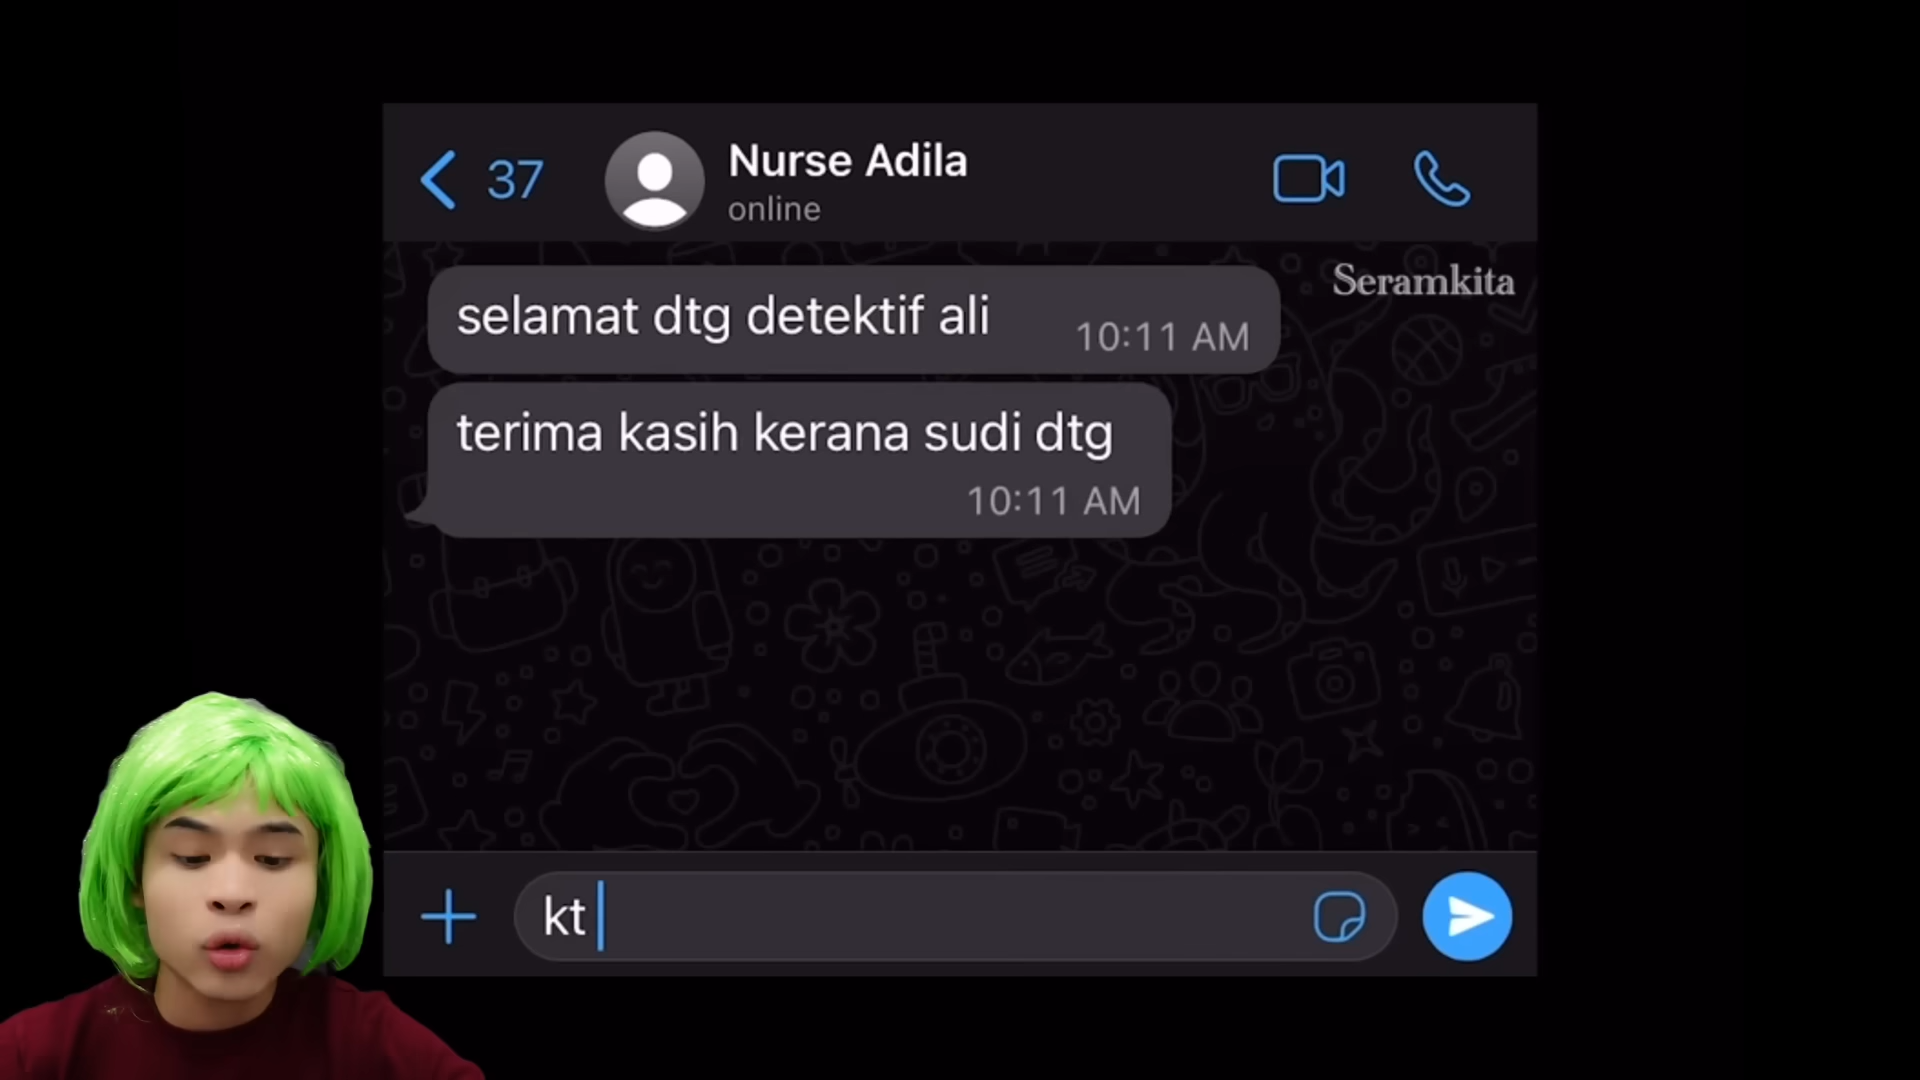 37
Nurse Adila
online
Seramkita
selamat dtg detektif ali
10:11 AM
terima kasih kerana sudi dtg
10:11 AM
kt